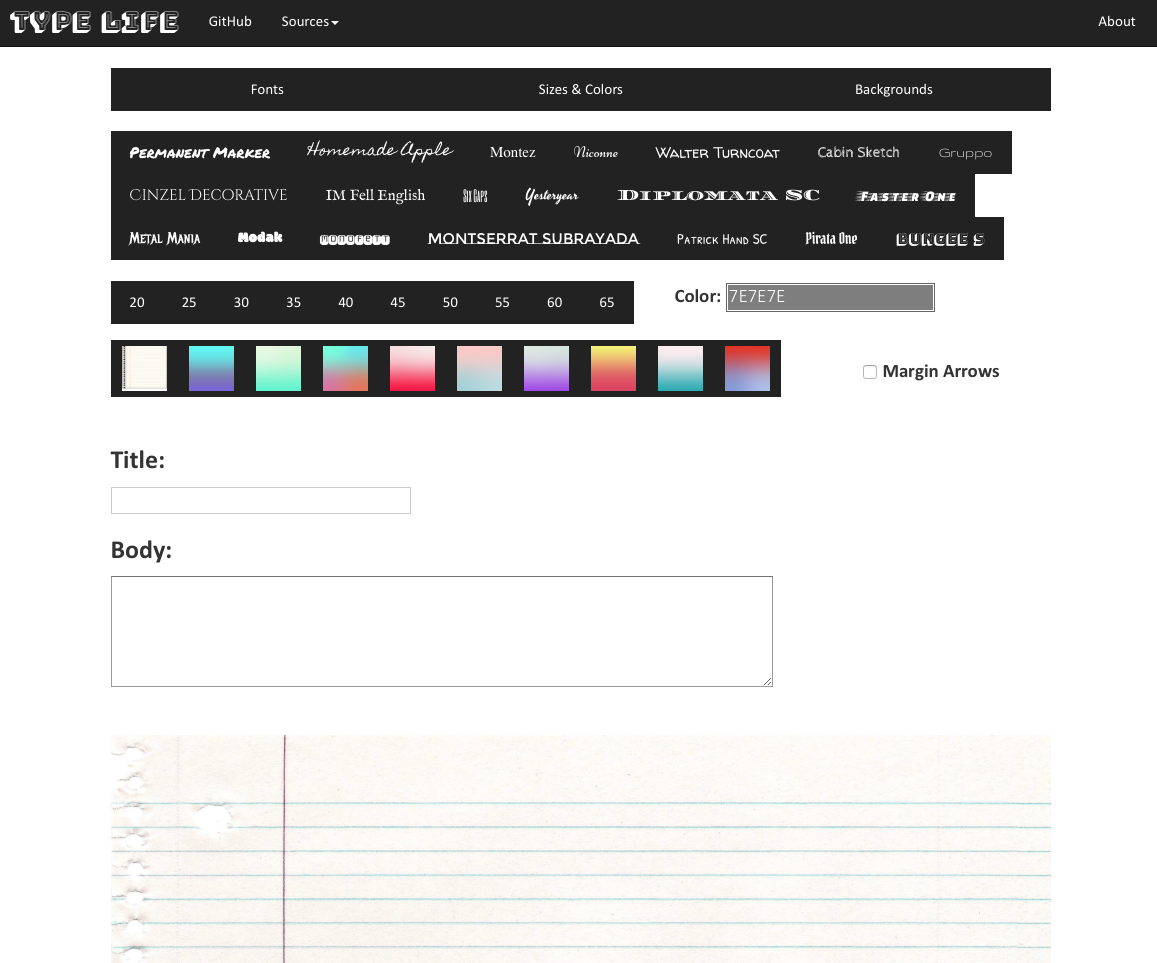 TYPE LIFE GitHub Sources About
Fonts Sizes & Colors Backgrounds
Permanent Marker Homemade Apple Montez Niconne Walter Turncoat Cabin Sketch Gruppo
Cinzel Decorative IM Fell English Six Caps Yesteryear Diplomata SC Faster One
Metal Mania Modak Monofett Montserrat Subrayada Patrick Hand SC Pirata One BUNGEE S
20 25 30 35 40 45 50 55 60 65 Color: 7E7E7E
Margin Arrows
Title:
Body: